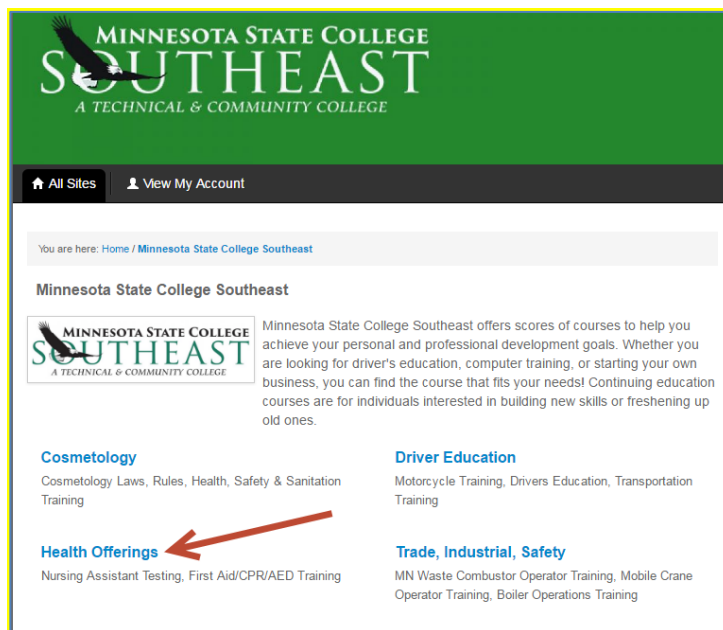 MINNESOTA STATE COLLEGE
SOUTHEAST
A TECHNICAL & COMMUNITY COLLEGE
All Sites
View My Account
You are here: Home / Minnesota State College Southeast
Minnesota State College Southeast
MINNESOTA STATE COLLEGE
SOUTHEAST
A TECHNICAL & COMMUNITY COLLEGE
Minnesota State College Southeast offers scores of courses to help you
achieve your personal and professional development goals. Whether you
are looking for driver's education, computer training, or starting your own
business, you can find the course that fits your needs! Continuing education
courses are for individuals interested in building new skills or freshening up
old ones.
Cosmetology
Cosmetology Laws, Rules, Health, Safety & Sanitation
Training
Driver Education
Motorcycle Training, Drivers Education, Transportation
Training
Health Offerings
Nursing Assistant Testing, First Aid/CPR/AED Training
Trade, Industrial, Safety
MN Waste Combustor Operator Training, Mobile Crane
Operator Training, Boiler Operations Training